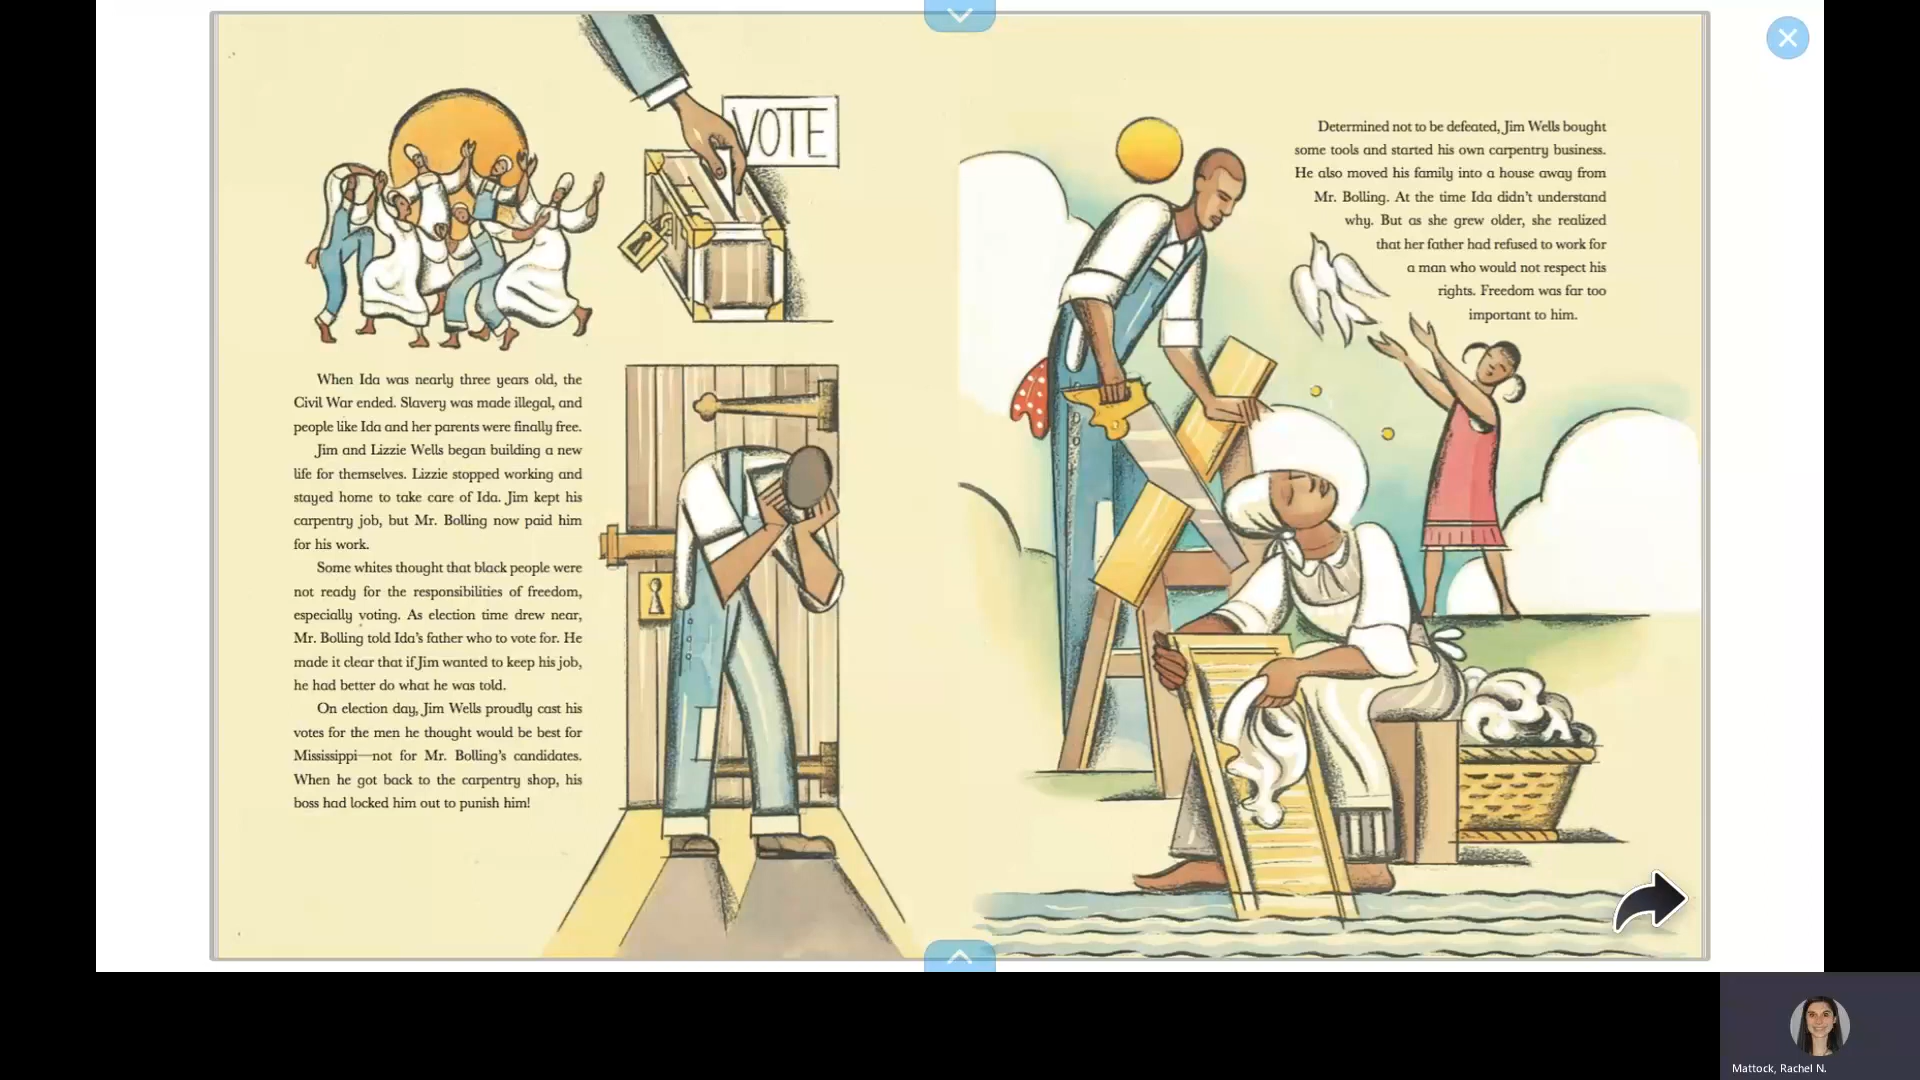 VOTE
When Ida was nearly three years old, the
Civil War ended. Slavery was made illegal, and
people like Ida and her parents were finally free.
Jim and Lizzie Wells began building a new
life for themselves. Lizzie stopped working and
stayed home to take care of Ida. Jim kept his
carpentry job, but Mr. Bolling now paid him
for his work.
Some whites thought that black people were
not ready for the responsibilities of freedom,
especially voting. As election time drew near,
Mr. Bolling told Ida's father who to vote for. He
made it clear that if Jim wanted to keep his job,
he had better do what he was told.
On election day, Jim Wells proudly cast his
votes for the men he thought would be best for
Mississippi—not for Mr. Bolling's candidates.
When he got back to the carpentry shop, his
boss had locked him out to punish him!
Determined not to be defeated, Jim Wells bought
some tools and started his own carpentry business.
He also moved his family into a house away from
Mr. Bolling. At the time Ida didn't understand
why. But as she grew older, she realized
that her father had refused to work for
a man who would not respect his
rights. Freedom was far too
important to him.
Mattock, Rachel N.